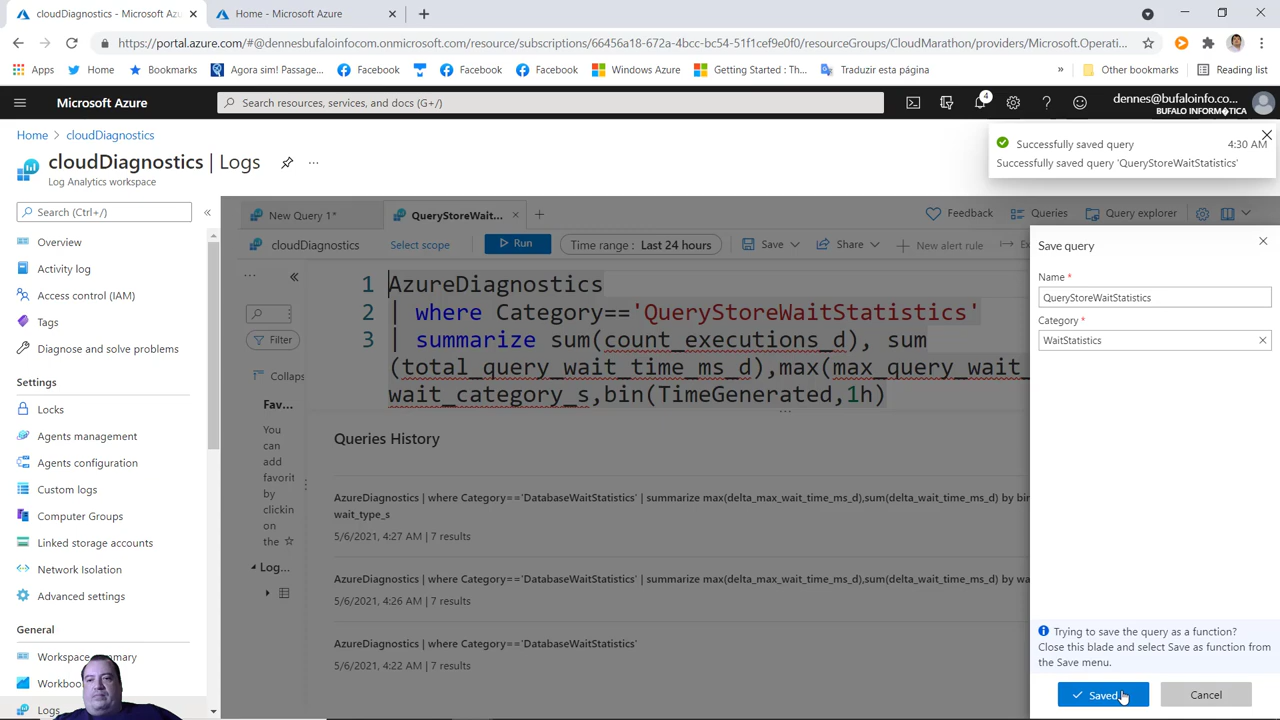 cloudDiagnostics - Microsoft Az
Home - Microsoft Azure
https://portal.azure.com/#@dennesbufaloinfocom.onmicrosoft.com/resource/subscriptions/66456a18-672a-4bcc-bc54-51f1cef9e0f0/resourceGroups/CloudMarathon/providers/Microsoft.Operati...
Apps Home Bookmarks Agora sim! Passage... Facebook Facebook Facebook Windows Azure Getting Started : Th... Traduzir esta página » Other bookmarks Reading list
Microsoft Azure
Search resources, services, and docs (G+/)
4
dennes@bufaloinfo.co...
BUFALO INFORM�TICA
Home > cloudDiagnostics
cloudDiagnostics | Logs ...
Log Analytics workspace
Successfully saved query 4:30 AM
Successfully saved query 'QueryStoreWaitStatistics'
Search (Ctrl+/) «
Overview
Activity log
Access control (IAM)
Tags
Diagnose and solve problems
Settings
Locks
Agents management
Agents configuration
Custom logs
Computer Groups
Linked storage accounts
Network Isolation
Advanced settings
General
Workspace summary
Logs
New Query 1*
QueryStoreWait...
Feedback Queries Query explorer
cloudDiagnostics Select scope Run Time range : Last 24 hours Save Share New alert rule
... «
Filter
Collaps
Fav...
You
can
add
favorit
by
clickin
on
the
Log...
1 AzureDiagnostics
2 | where Category=='QueryStoreWaitStatistics'
3 | summarize sum(count_executions_d), sum
(total_query_wait_time_ms_d),max(max_query_wait_
wait_category_s,bin(TimeGenerated,1h)
...
Queries History
AzureDiagnostics | where Category=='DatabaseWaitStatistics' | summarize max(delta_max_wait_time_ms_d),sum(delta_wait_time_ms_d) by bin
wait_type_s
5/6/2021, 4:27 AM | 7 results
AzureDiagnostics | where Category=='DatabaseWaitStatistics' | summarize max(delta_max_wait_time_ms_d),sum(delta_wait_time_ms_d) by wa
5/6/2021, 4:26 AM | 7 results
AzureDiagnostics | where Category=='DatabaseWaitStatistics'
5/6/2021, 4:22 AM | 7 results
Save query
Name *
QueryStoreWaitStatistics
Category *
WaitStatistics
Trying to save the query as a function?
Close this blade and select Save as function from
the Save menu.
Saved Cancel